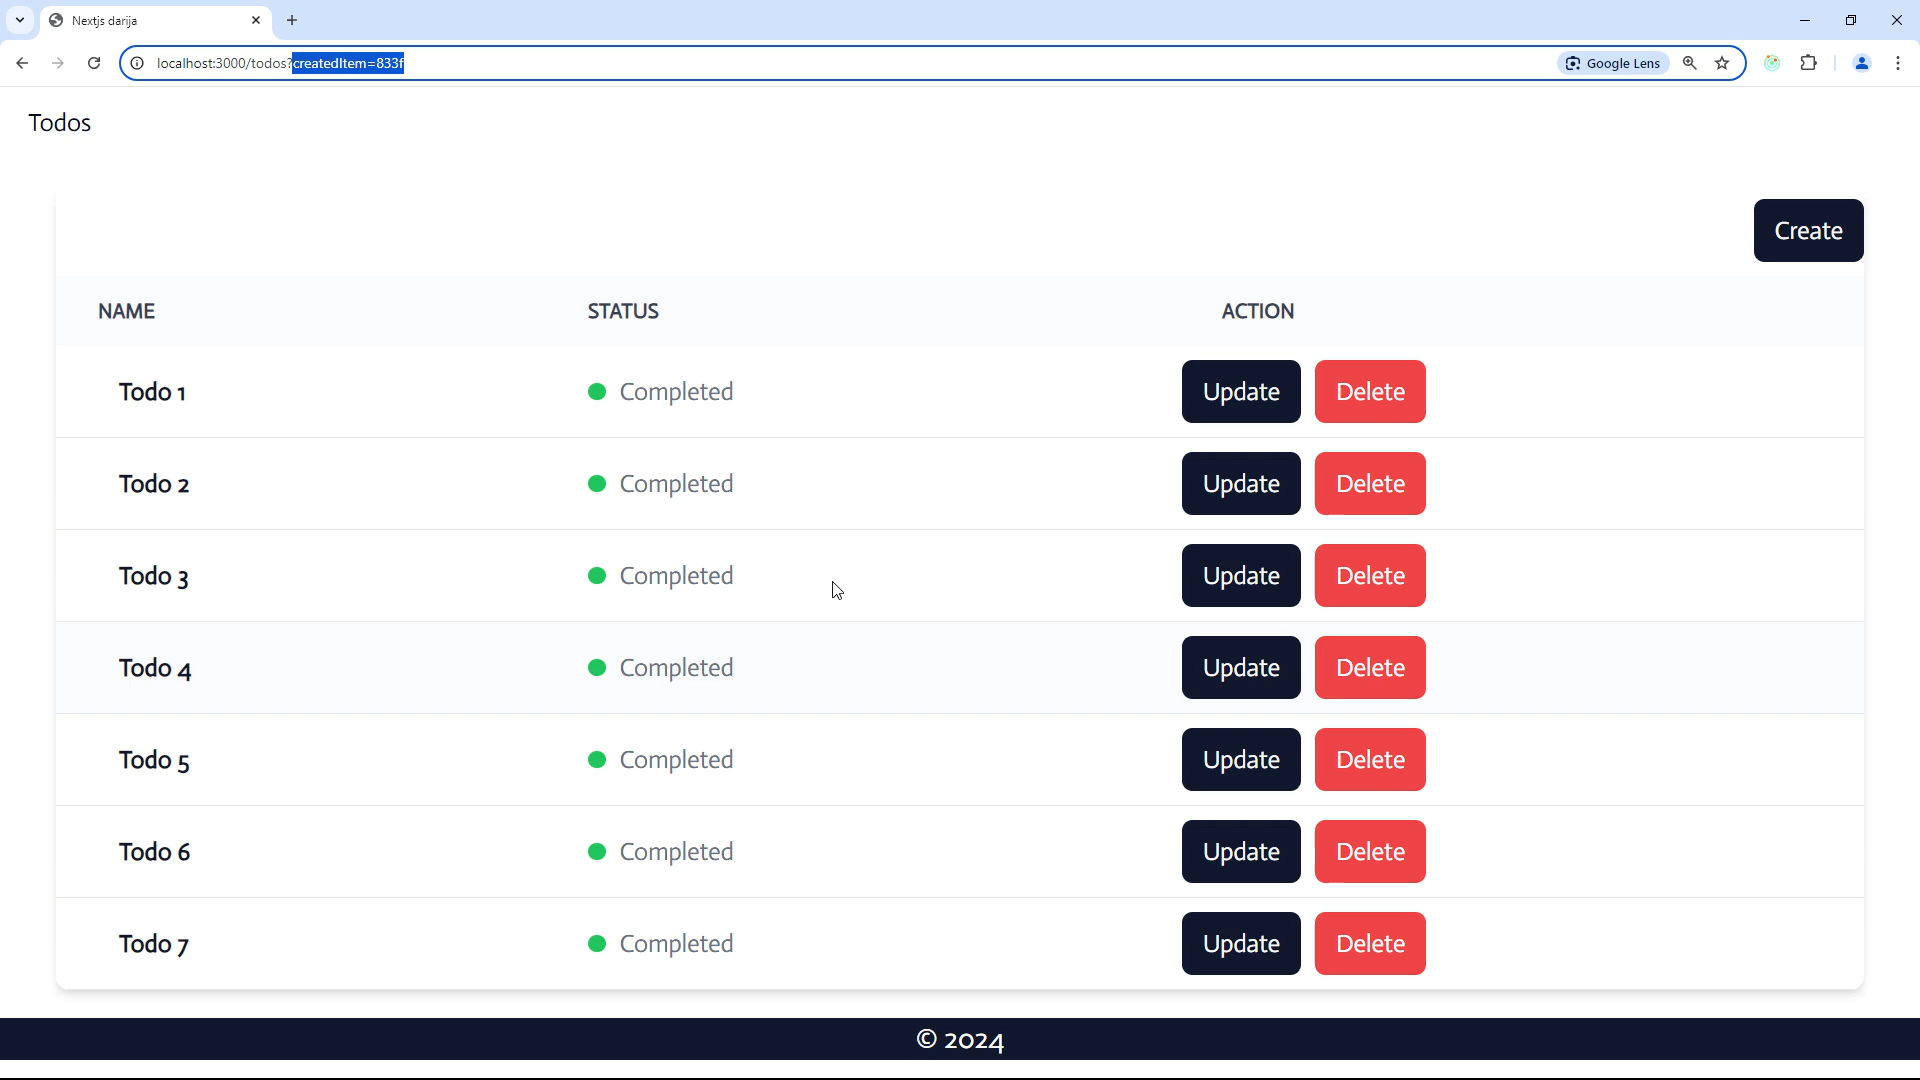 Nextjs darija
localhost:3000/todos?createdItem=833f
Google Lens
Todos
Create
NAME STATUS ACTION
Todo 1 Completed Update Delete
Todo 2 Completed Update Delete
Todo 3 Completed Update Delete
Todo 4 Completed Update Delete
Todo 5 Completed Update Delete
Todo 6 Completed Update Delete
Todo 7 Completed Update Delete
© 2024